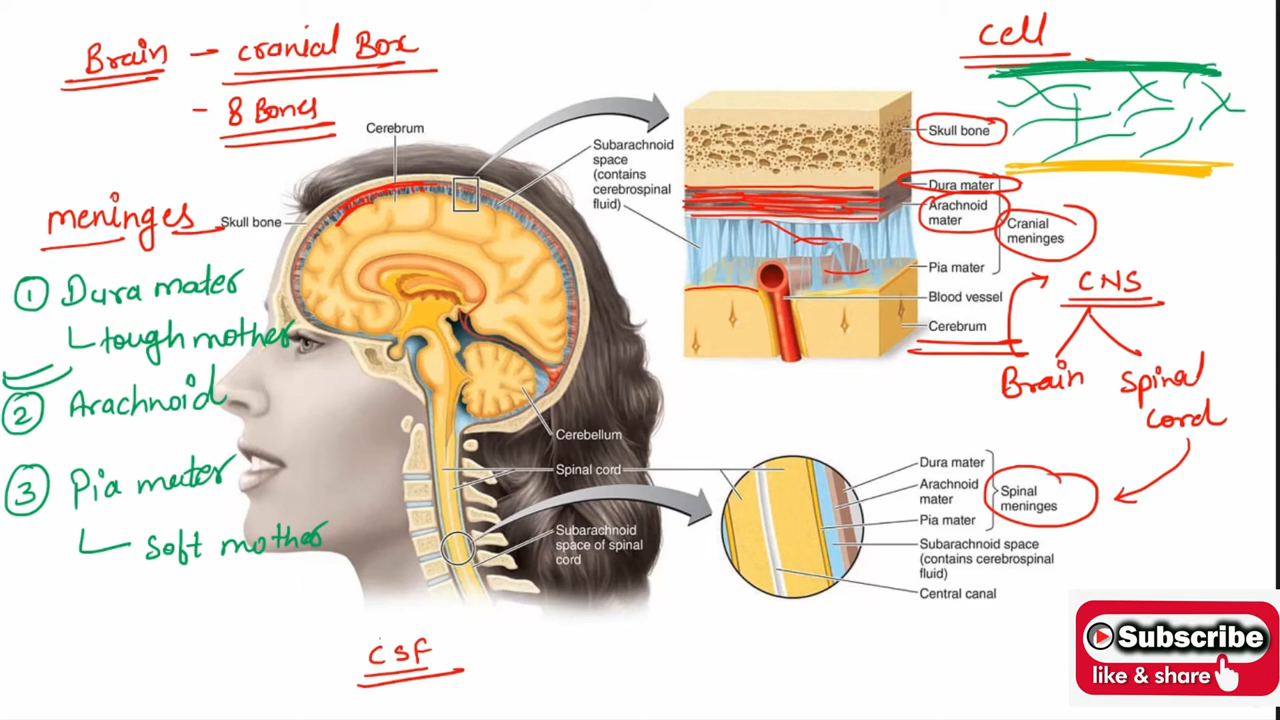 Brain - cranial Box
- 8 Bones
meninges
① Dura mater
tough mother
② Arachnoid
③ Pia mater
soft mother
csf
Cerebrum
Skull bone
Subarachnoid
space
(contains
cerebrospinal
fluid)
Cerebellum
Spinal cord
Subarachnoid
space of spinal
cord
cell
Skull bone
Dura mater
Arachnoid
mater
Cranial
meninges
Pia mater
Blood vessel
Cerebrum
CNS
Brain
Spinal
cord
Dura mater
Arachnoid
mater
Pia mater
Spinal
meninges
Subarachnoid space
(contains cerebrospinal
fluid)
Central canal
Subscribe
like & share